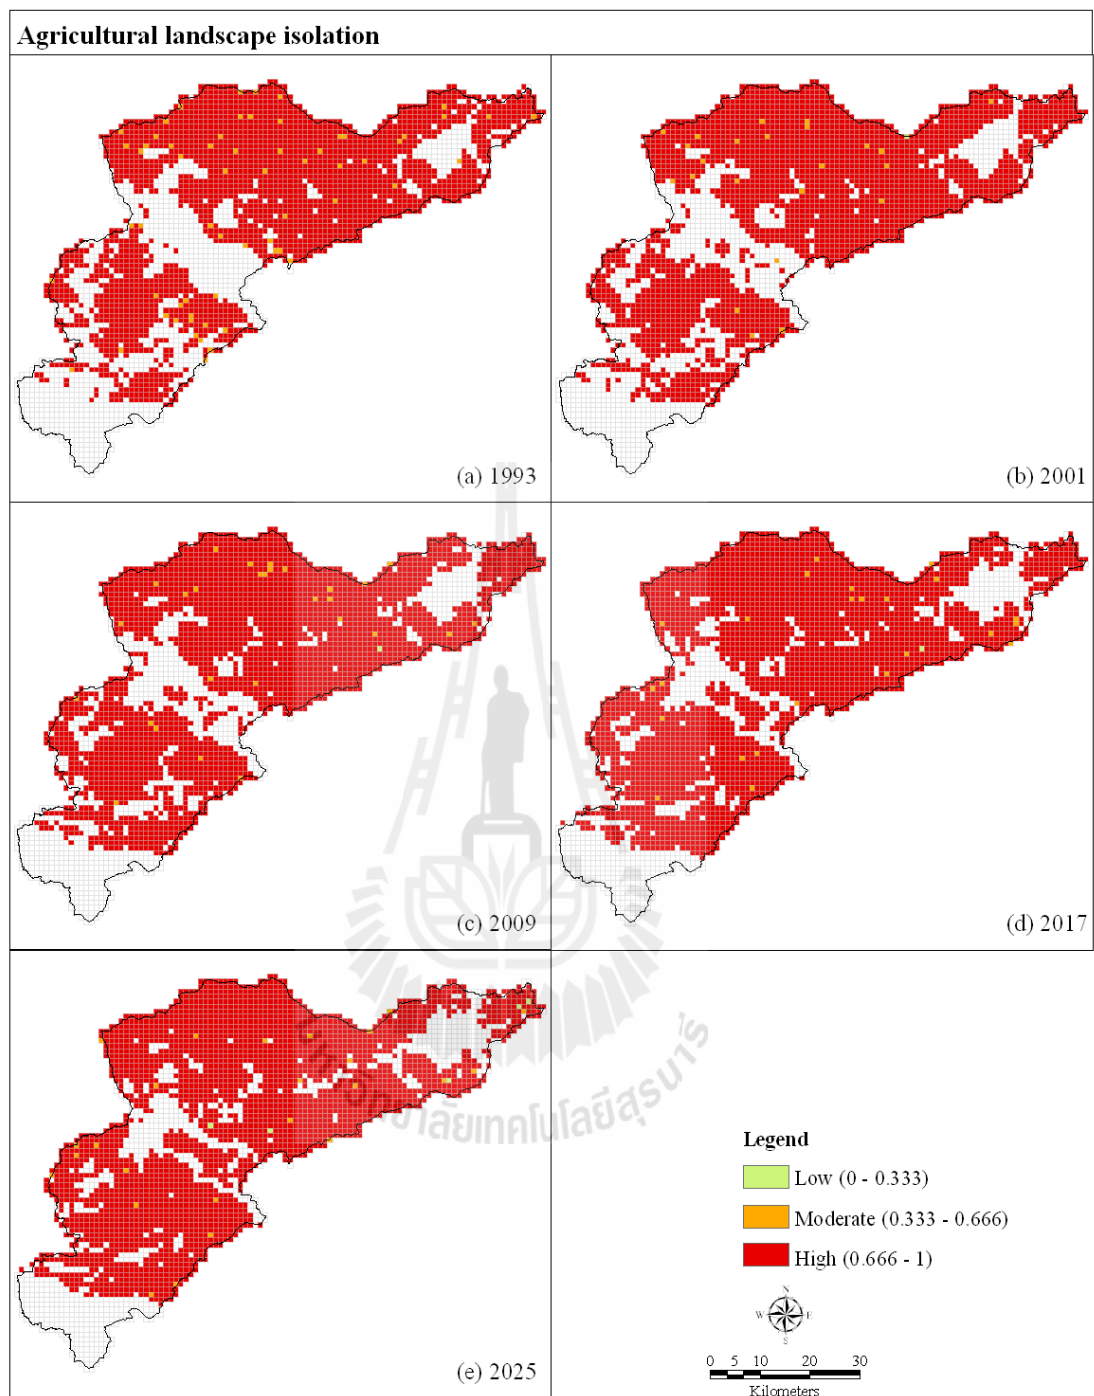 Agricultural landscape isolation
(a) 1993
(b) 2001
(c) 2009
(d) 2017
(e) 2025
Legend
Low (0 - 0.333)
Moderate (0.333 - 0.666)
High (0.666 - 1)
N
W E
S
0 5 10 20 30
Kilometers